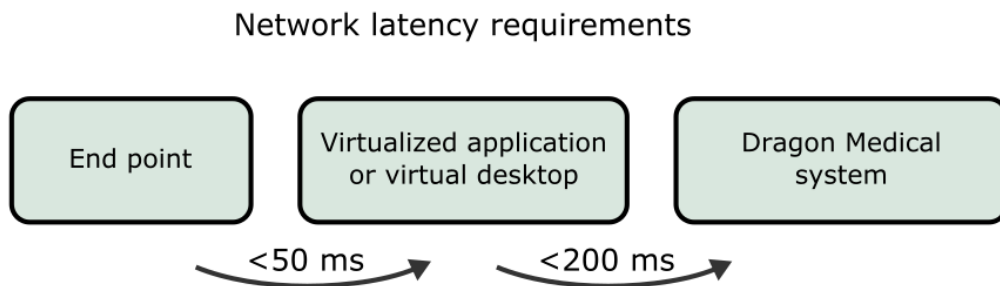 Network latency requirements
End point
Virtualized application
or virtual desktop
Dragon Medical
system
<50 ms
<200 ms